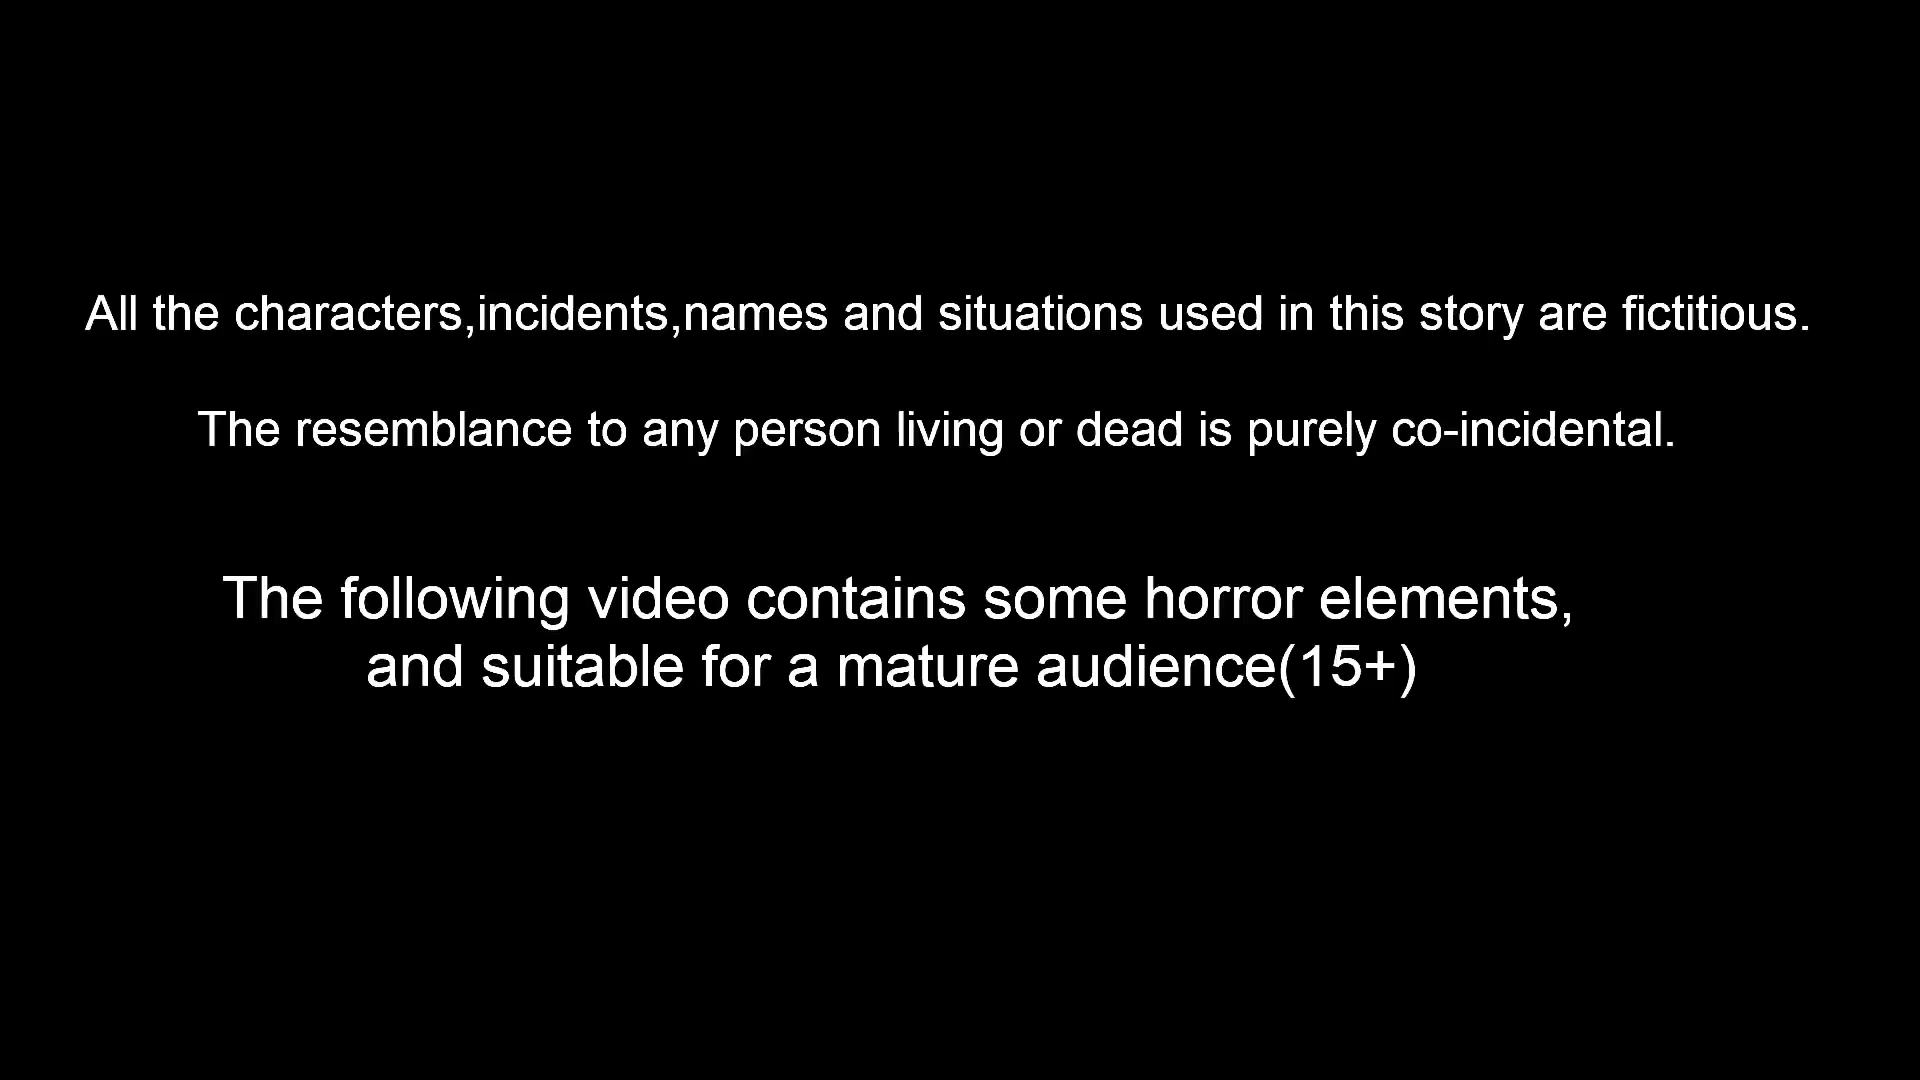 All the characters,incidents,names and situations used in this story are fictitious.
The resemblance to any person living or dead is purely co-incidental.
The following video contains some horror elements,
and suitable for a mature audience(15+)